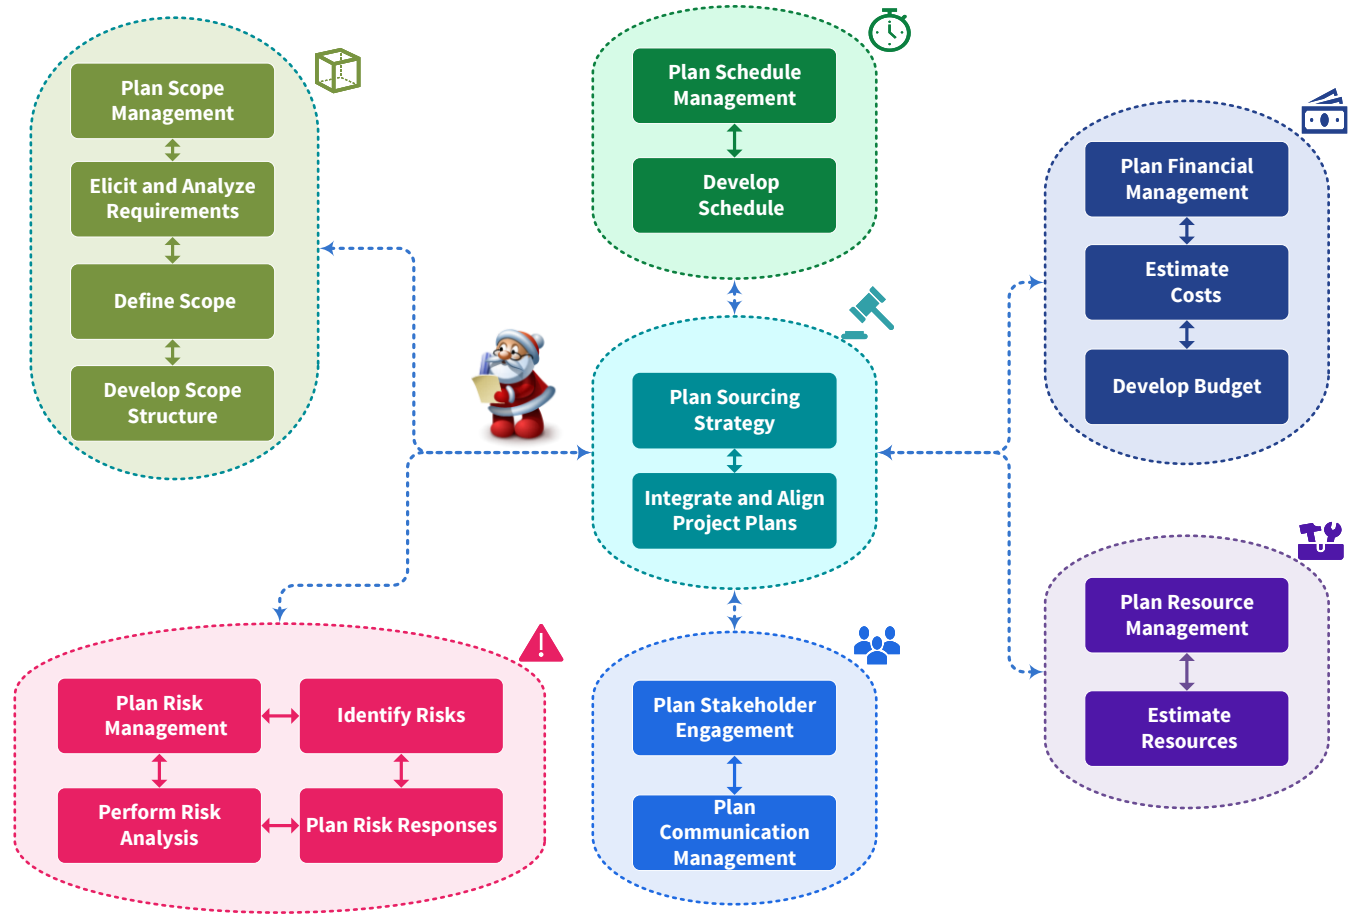 Plan Scope
Management
Elicit and Analyze
Requirements
Define Scope
Develop Scope
Structure
Plan Schedule
Management
Develop
Schedule
Plan Financial
Management
Estimate
Costs
Develop Budget
Plan Sourcing
Strategy
Integrate and Align
Project Plans
Plan Resource
Management
Estimate
Resources
Plan Risk
Management
Identify Risks
Perform Risk
Analysis
Plan Risk Responses
Plan Stakeholder
Engagement
Plan
Communication
Management